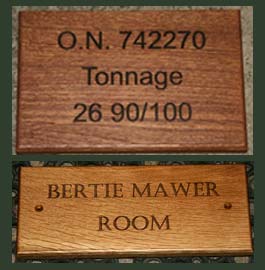 O.N. 742270
Tonnage
26 90/100
BERTIE MAWER
ROOM